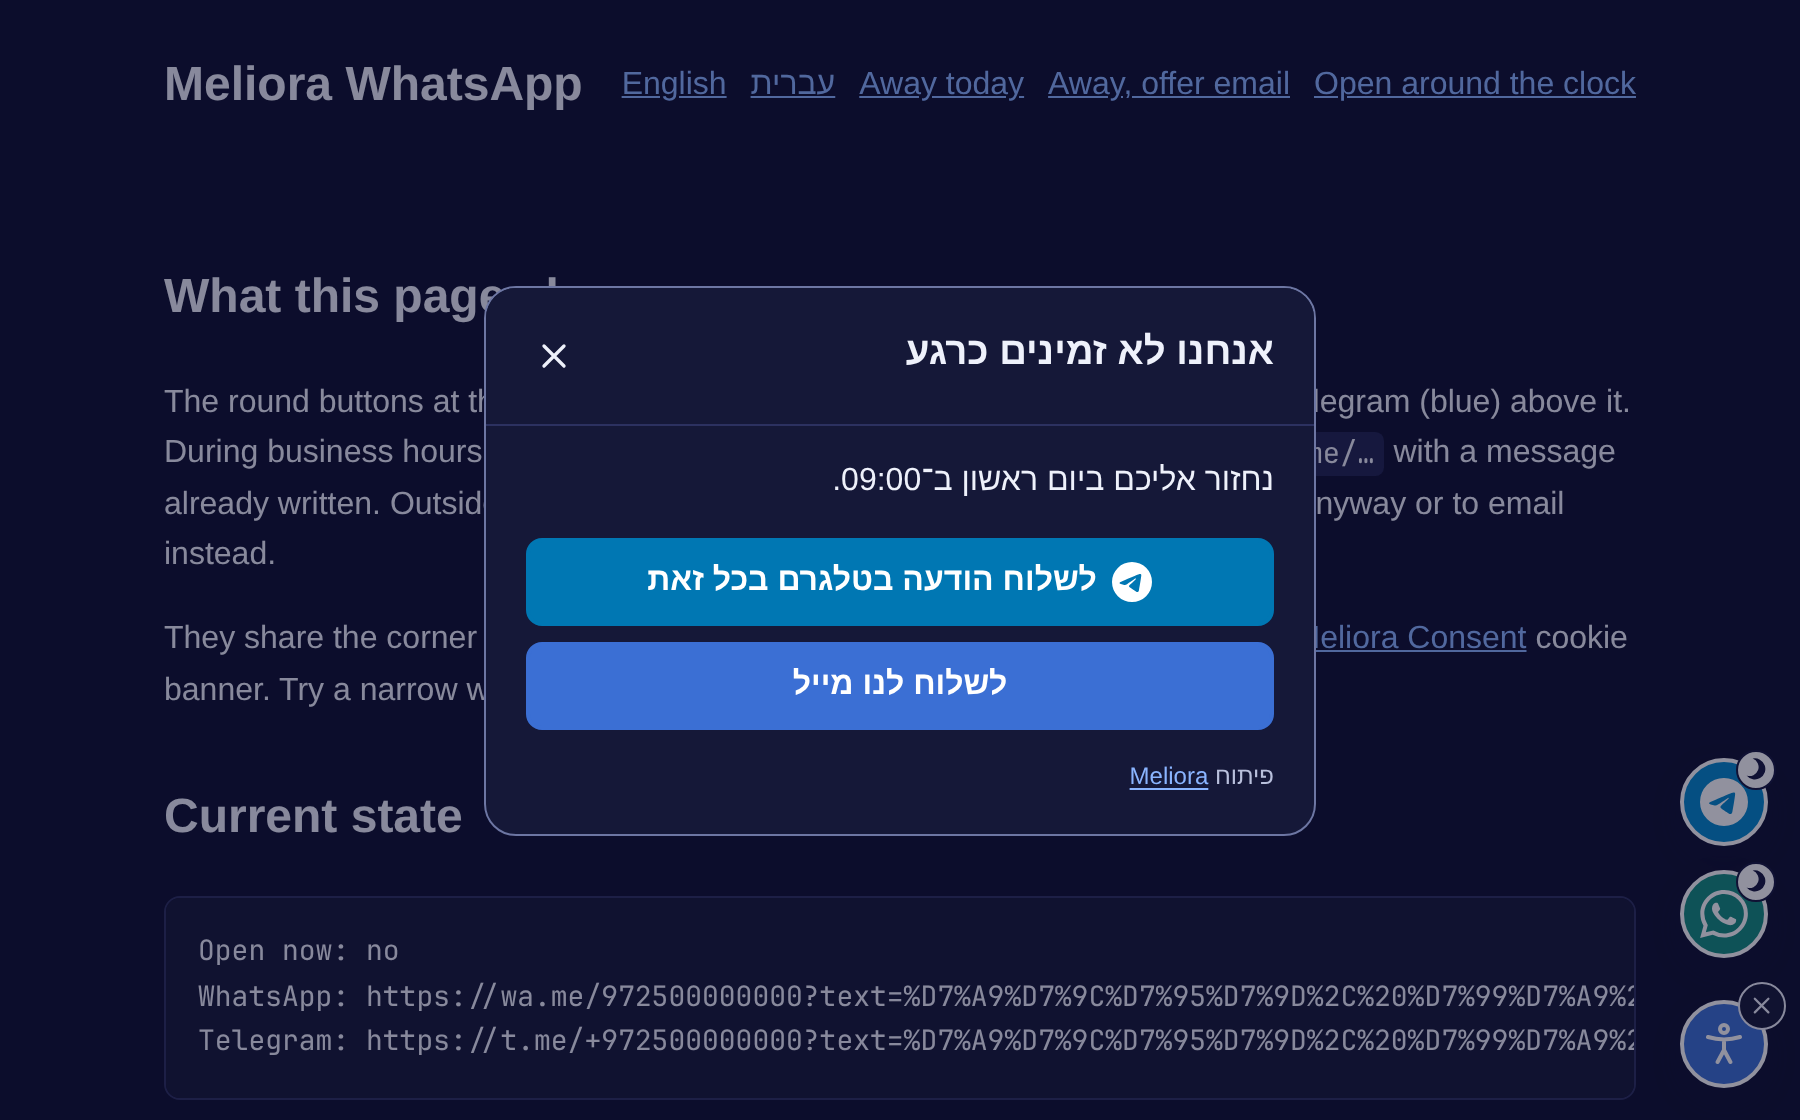 Meliora WhatsApp
English עברית Away today Away, offer email Open around the clock
What this page
אנחנו לא זמינים כרגע
The round buttons at legram (blue) above it.
During business hours me/… with a message
נחזור אליכם ביום ראשון ב־09:00.
already written. nyway or to email
instead.
לשלוח הודעה בטלגרם בכל זאת
They share the corner eliora Consent cookie
לשלוח לנו מייל
banner. Try a narrow
פיתוח Meliora
Current state
Open now: no
WhatsApp: https://wa.me/972500000000?text=%D7%A9%D7%9C%D7%95%D7%9D%2C%20%D7%99%D7%A9%2
Telegram: https://t.me/+972500000000?text=%D7%A9%D7%9C%D7%95%D7%9D%2C%20%D7%99%D7%A9%2